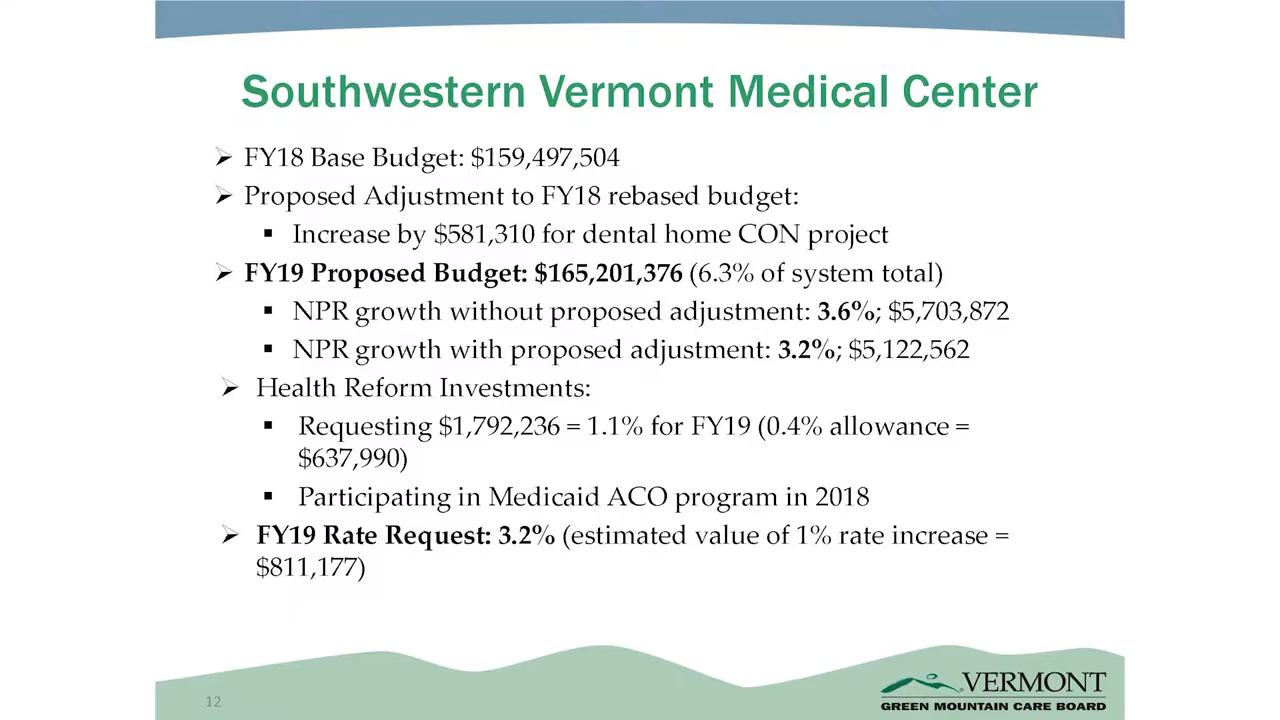 Southwestern Vermont Medical Center
➢ FY18 Base Budget: $159,497,504
➢ Proposed Adjustment to FY18 rebased budget:
▪ Increase by $581,310 for dental home CON project
➢ FY19 Proposed Budget: $165,201,376 (6.3% of system total)
▪ NPR growth without proposed adjustment: 3.6%; $5,703,872
▪ NPR growth with proposed adjustment: 3.2%; $5,122,562
➢ Health Reform Investments:
▪ Requesting $1,792,236 = 1.1% for FY19 (0.4% allowance =
$637,990)
▪ Participating in Medicaid ACO program in 2018
➢ FY19 Rate Request: 3.2% (estimated value of 1% rate increase =
$811,177)
12
VERMONT
GREEN MOUNTAIN CARE BOARD